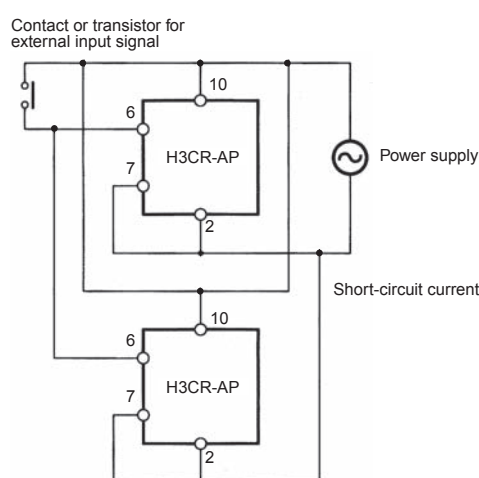 Contact or transistor for
external input signal
10
6
H3CR-AP
7
Power supply
2
Short-circuit current
10
6
H3CR-AP
7
2